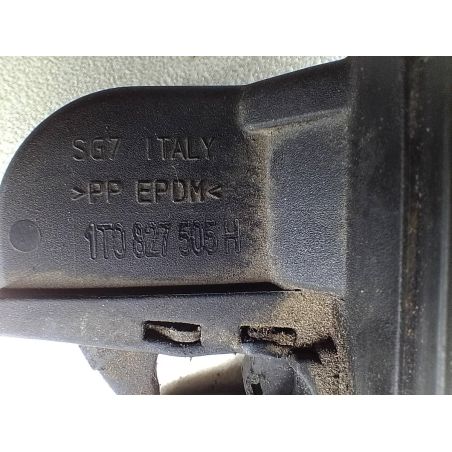 SG7 ITALY
>PP EPDM<
1T0 827 505 H